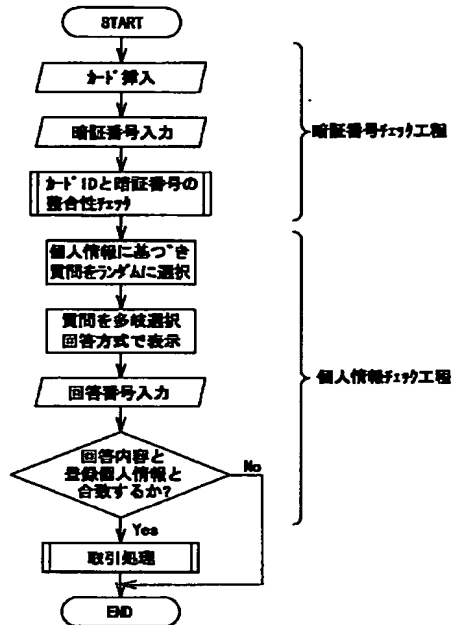 START
カード挿入
暗証番号入力
カードIDと暗証番号の
整合性チェック
暗証番号チェック工程
個人情報に基づき
質問をランダムに選択
質問を多岐選択
回答方式で表示
回答番号入力
個人情報チェック工程
回答内容と
登録個人情報と
合致するか?
No
Yes
取引処理
END